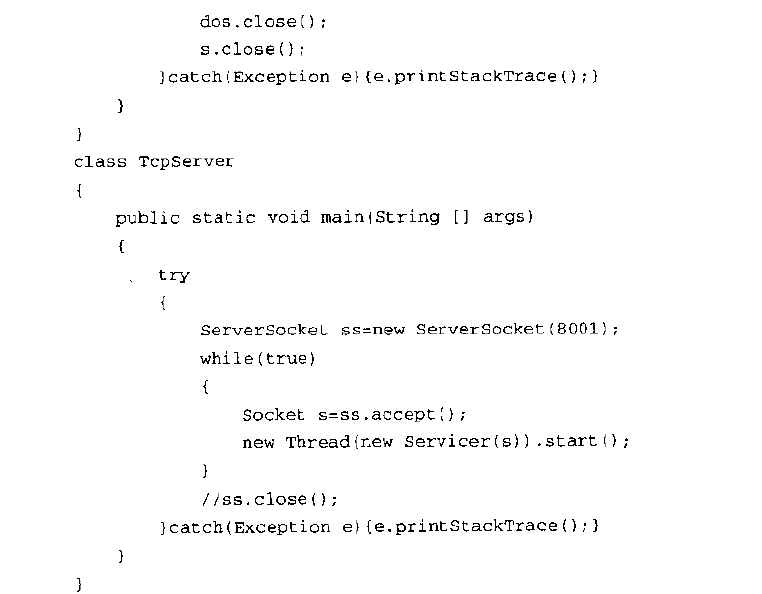 dos.close();
s.close();
}catch(Exception e){e.printStackTrace();}
}
}
class TcpServer
{
public static void main(String [] args)
{
try
{
ServerSocket ss=new ServerSocket(8001);
while(true)
{
Socket s=ss.accept();
new Thread(new Servicer(s)).start();
}
//ss.close();
}catch(Exception e){e.printStackTrace();}
}
}